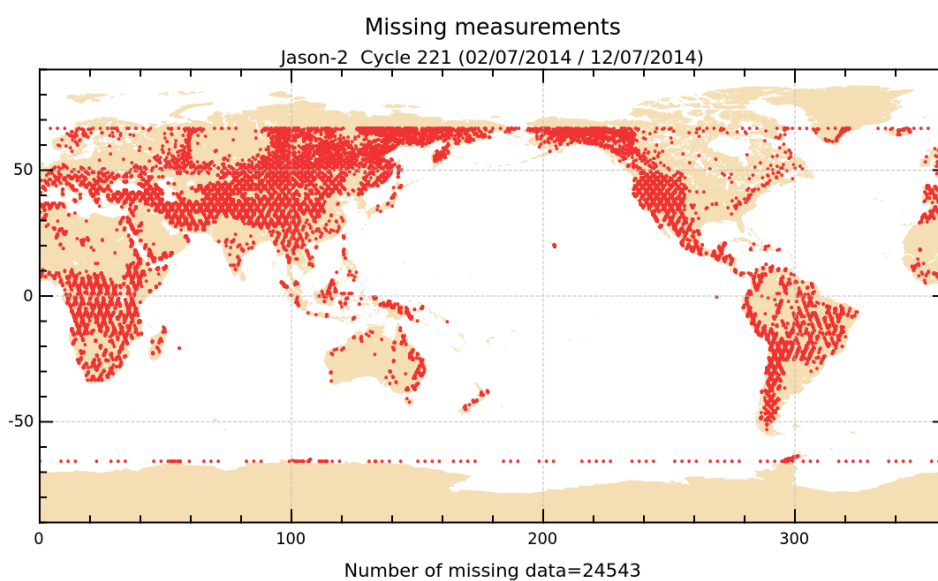 Missing measurements
Jason-2 Cycle 221 (02/07/2014 / 12/07/2014)
50
0
-50
0 100 200 300
Number of missing data=24543